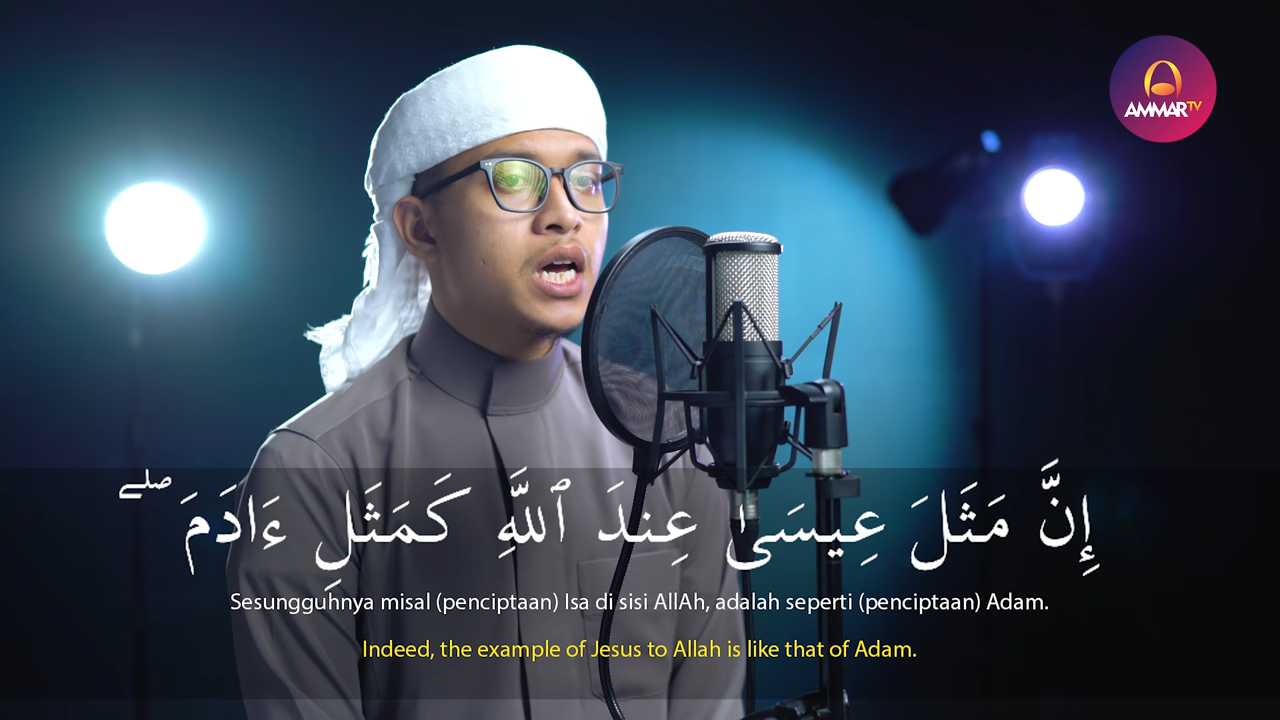 AMMARTV
إِنَّ مَثَلَ عِيسَىٰ عِندَ ٱللَّهِ كَمَثَلِ ءَادَمَ ۖ
Sesungguhnya misal (penciptaan) Isa di sisi AllAh, adalah seperti (penciptaan) Adam.
Indeed, the example of Jesus to Allah is like that of Adam.